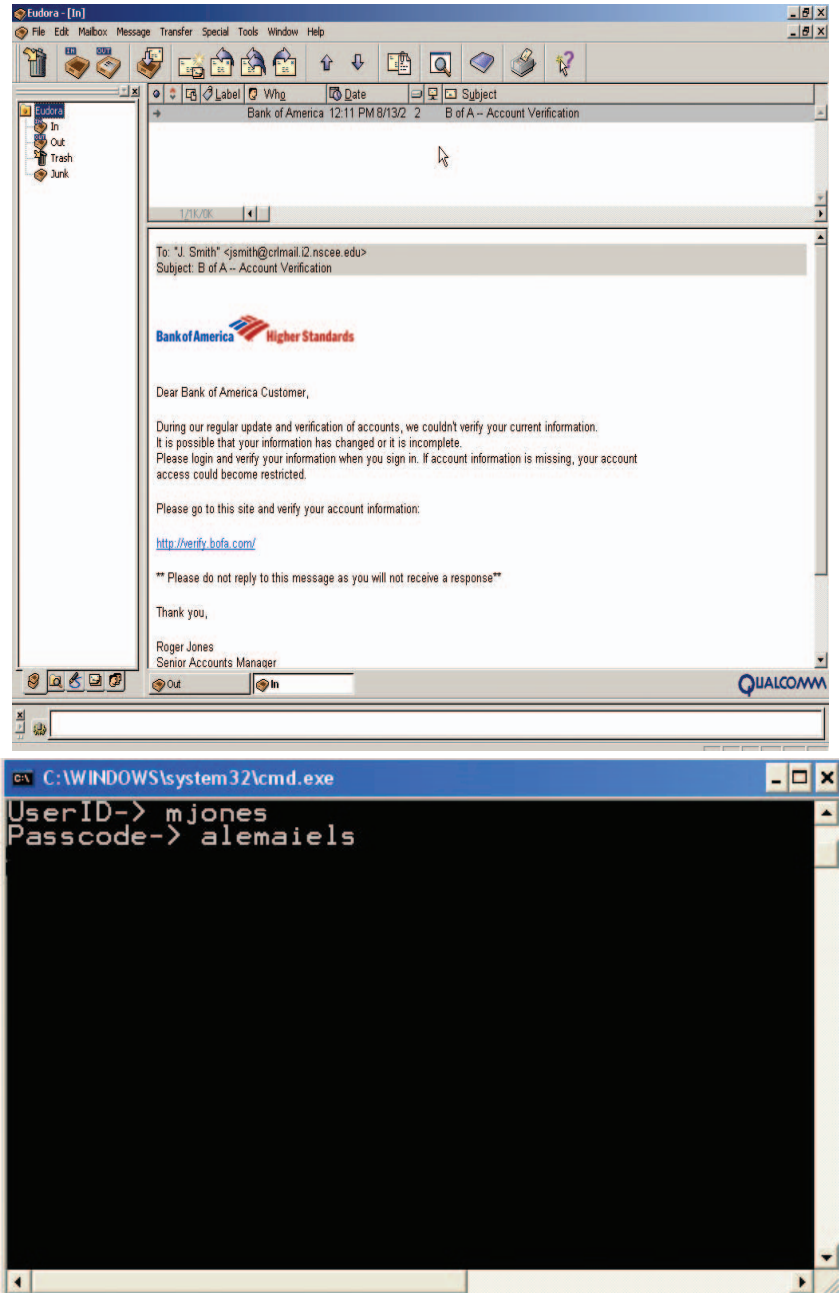 Eudora - [In]
File Edit Mailbox Message Transfer Special Tools Window Help
IN OUT
Label Who Date Subject
Bank of America 12:11 PM 8/13/2 2 B of A -- Account Verification
Eudora
In
Out
Trash
Junk
1/1K/0K
To: "J. Smith" <jsmith@crlmail.i2.nscee.edu>
Subject: B of A -- Account Verification
Bank of America Higher Standards
Dear Bank of America Customer,
During our regular update and verification of accounts, we couldn't verify your current information.
It is possible that your information has changed or it is incomplete.
Please login and verify your information when you sign in. If account information is missing, your account
access could become restricted.
Please go to this site and verify your account information:
http://verify.bofa.com/
** Please do not reply to this message as you will not receive a response**
Thank you,
Roger Jones
Senior Accounts Manager
Out In QUALCOMM
C:\WINDOWS\system32\cmd.exe
UserID-> mjones
Passcode-> alemaiels